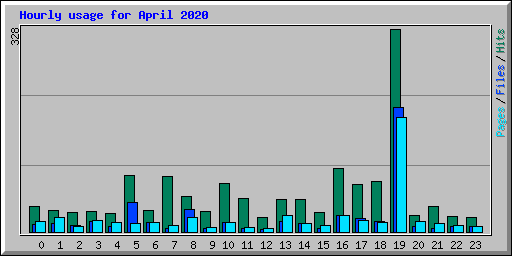 Hourly usage for April 2020
328
Pages/Files/Hits
0 1 2 3 4 5 6 7 8 9 10 11 12 13 14 15 16 17 18 19 20 21 22 23